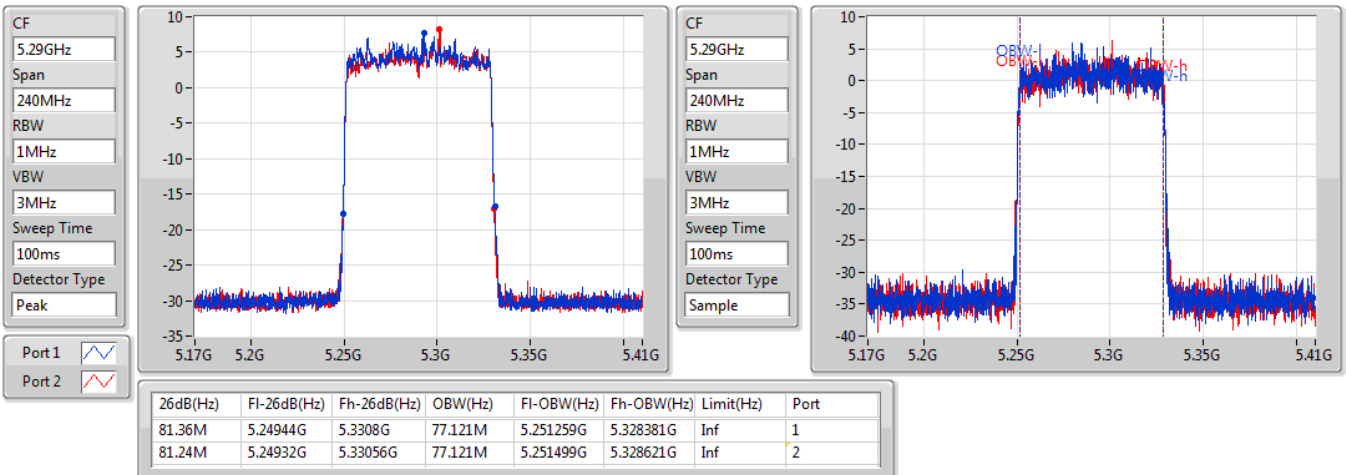 CF
5.29GHz
Span
240MHz
RBW
1MHz
VBW
3MHz
Sweep Time
100ms
Detector Type
Peak
10
5
0
-5
-10
-15
-20
-25
-30
-35
5.17G 5.2G 5.25G 5.3G 5.35G 5.41G
Port 1
Port 2
CF
5.29GHz
Span
240MHz
RBW
1MHz
VBW
3MHz
Sweep Time
100ms
Detector Type
Sample
10
5
0
-5
-10
-15
-20
-25
-30
-35
-40
OBW-l
5.17G 5.2G 5.25G 5.3G 5.35G 5.41G
26dB(Hz) Fl-26dB(Hz) Fh-26dB(Hz) OBW(Hz) Fl-OBW(Hz) Fh-OBW(Hz) Limit(Hz) Port
81.36M 5.24944G 5.3308G 77.121M 5.251259G 5.328381G Inf 1
81.24M 5.24932G 5.33056G 77.121M 5.251499G 5.328621G Inf 2